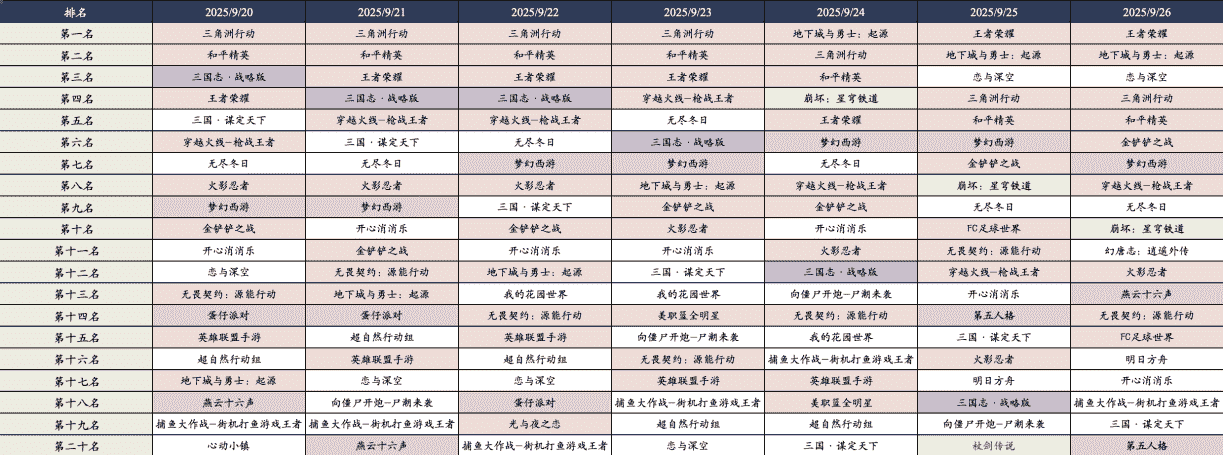 排名 2025/9/20 2025/9/21 2025/9/22 2025/9/23 2025/9/24 2025/9/25 2025/9/26
第一名 三角洲行动 三角洲行动 三角洲行动 三角洲行动 地下城与勇士：起源 王者荣耀 王者荣耀
第二名 和平精英 和平精英 和平精英 和平精英 三角洲行动 地下城与勇士：起源 地下城与勇士：起源
第三名 三国志·战略版 王者荣耀 王者荣耀 王者荣耀 和平精英 恋与深空 恋与深空
第四名 王者荣耀 三国志·战略版 三国志·战略版 穿越火线-枪战王者 崩坏：星穹铁道 三角洲行动 三角洲行动
第五名 三国·谋定天下 穿越火线-枪战王者 穿越火线-枪战王者 无尽冬日 王者荣耀 和平精英 和平精英
第六名 穿越火线-枪战王者 三国·谋定天下 无尽冬日 三国志·战略版 梦幻西游 梦幻西游 金铲铲之战
第七名 无尽冬日 无尽冬日 梦幻西游 梦幻西游 无尽冬日 金铲铲之战 梦幻西游
第八名 火影忍者 火影忍者 火影忍者 地下城与勇士：起源 穿越火线-枪战王者 崩坏：星穹铁道 穿越火线-枪战王者
第九名 梦幻西游 梦幻西游 三国·谋定天下 金铲铲之战 金铲铲之战 无尽冬日 无尽冬日
第十名 金铲铲之战 开心消消乐 金铲铲之战 火影忍者 开心消消乐 FC足球世界 崩坏：星穹铁道
第十一名 开心消消乐 金铲铲之战 开心消消乐 开心消消乐 火影忍者 无畏契约：源能行动 幻唐志：逍遥外传
第十二名 恋与深空 无畏契约：源能行动 地下城与勇士：起源 三国·谋定天下 三国志·战略版 穿越火线-枪战王者 火影忍者
第十三名 无畏契约：源能行动 地下城与勇士：起源 我的花园世界 我的花园世界 向僵尸开炮-尸潮来袭 开心消消乐 燕云十六声
第十四名 蛋仔派对 蛋仔派对 无畏契约：源能行动 美职篮全明星 无畏契约：源能行动 第五人格 无畏契约：源能行动
第十五名 英雄联盟手游 超自然行动组 英雄联盟手游 向僵尸开炮-尸潮来袭 我的花园世界 三国·谋定天下 FC足球世界
第十六名 超自然行动组 英雄联盟手游 超自然行动组 无畏契约：源能行动 捕鱼大作战-街机打鱼游戏王者 火影忍者 明日方舟
第十七名 地下城与勇士：起源 恋与深空 恋与深空 英雄联盟手游 英雄联盟手游 明日方舟 开心消消乐
第十八名 燕云十六声 向僵尸开炮-尸潮来袭 蛋仔派对 捕鱼大作战-街机打鱼游戏王者 美职篮全明星 三国志·战略版 捕鱼大作战-街机打鱼游戏王者
第十九名 捕鱼大作战-街机打鱼游戏王者 捕鱼大作战-街机打鱼游戏王者 光与夜之恋 超自然行动组 超自然行动组 向僵尸开炮-尸潮来袭 三国·谋定天下
第二十名 心动小镇 燕云十六声 捕鱼大作战-街机打鱼游戏王者 恋与深空 三国·谋定天下 杖剑传说 第五人格